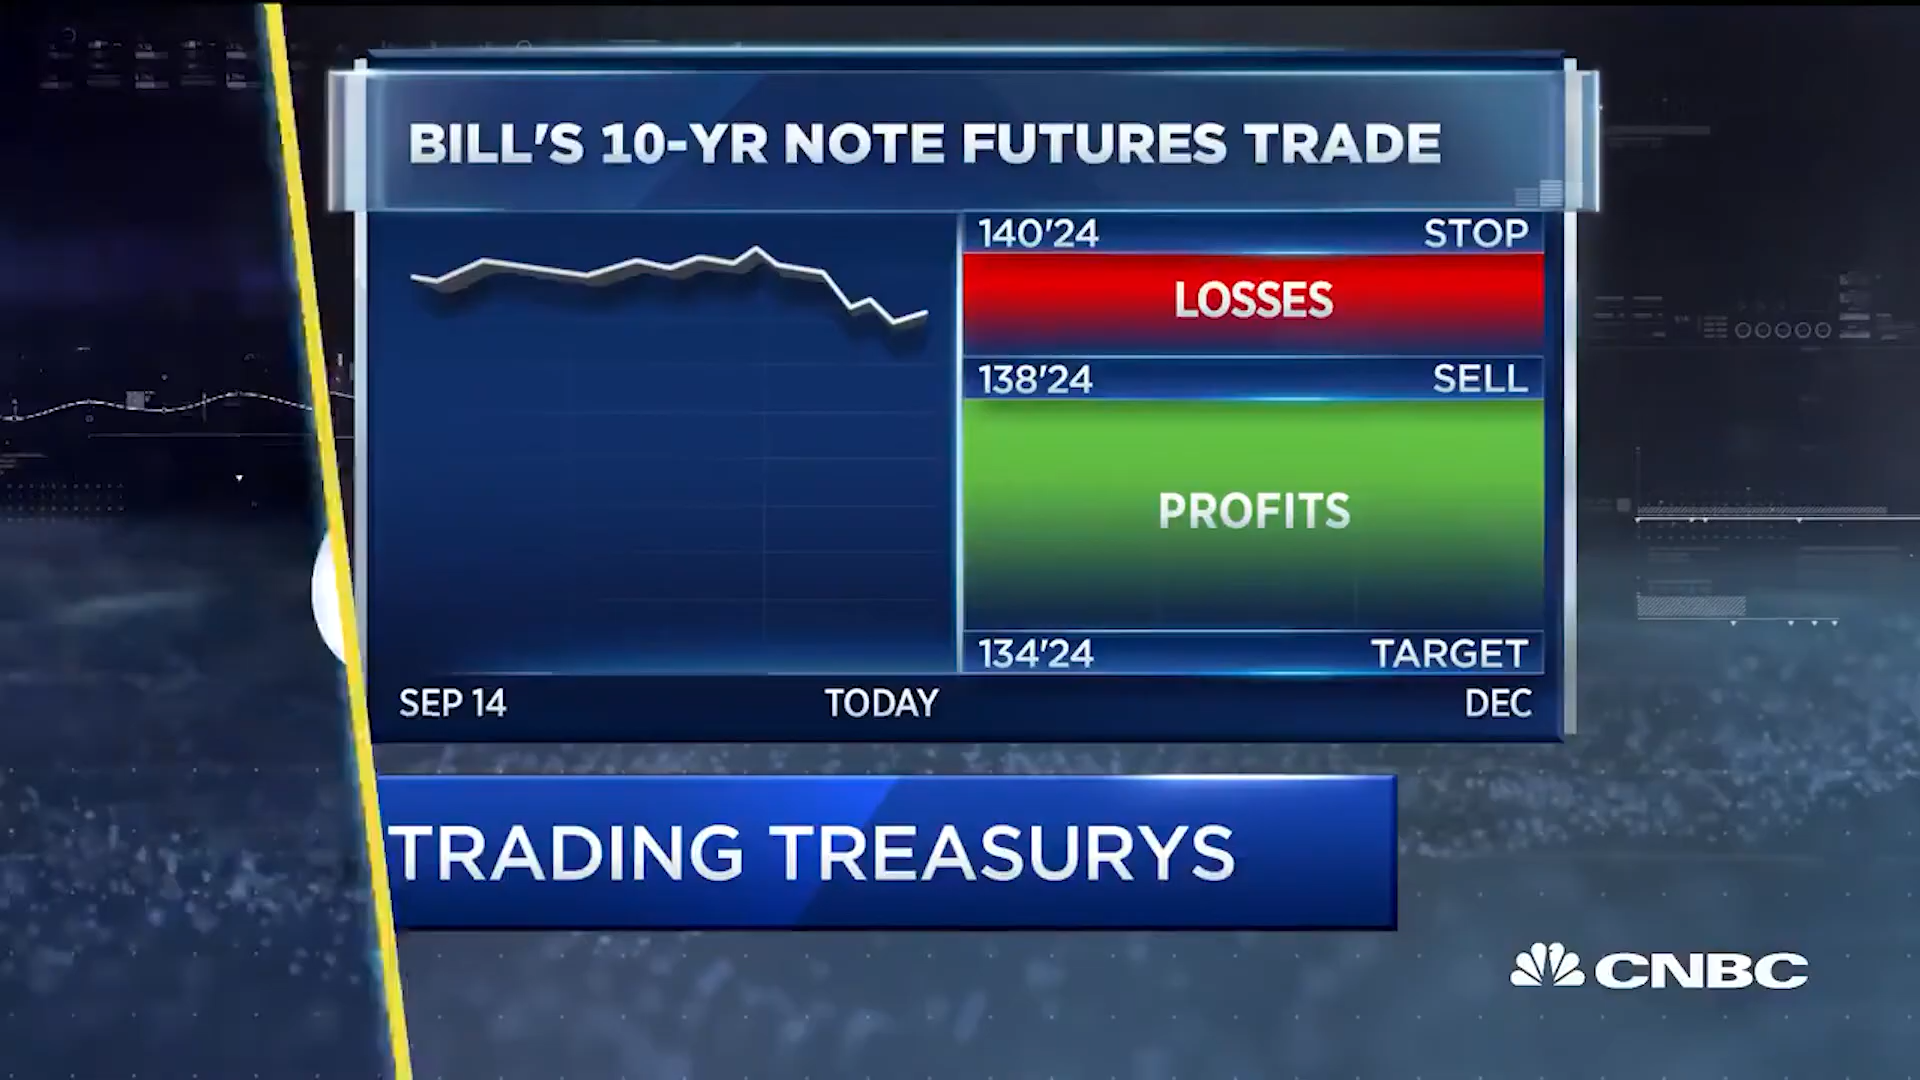 BILL'S 10-YR NOTE FUTURES TRADE
140'24 STOP
LOSSES
138'24 SELL
PROFITS
134'24 TARGET
SEP 14 TODAY DEC
TRADING TREASURYS
CNBC